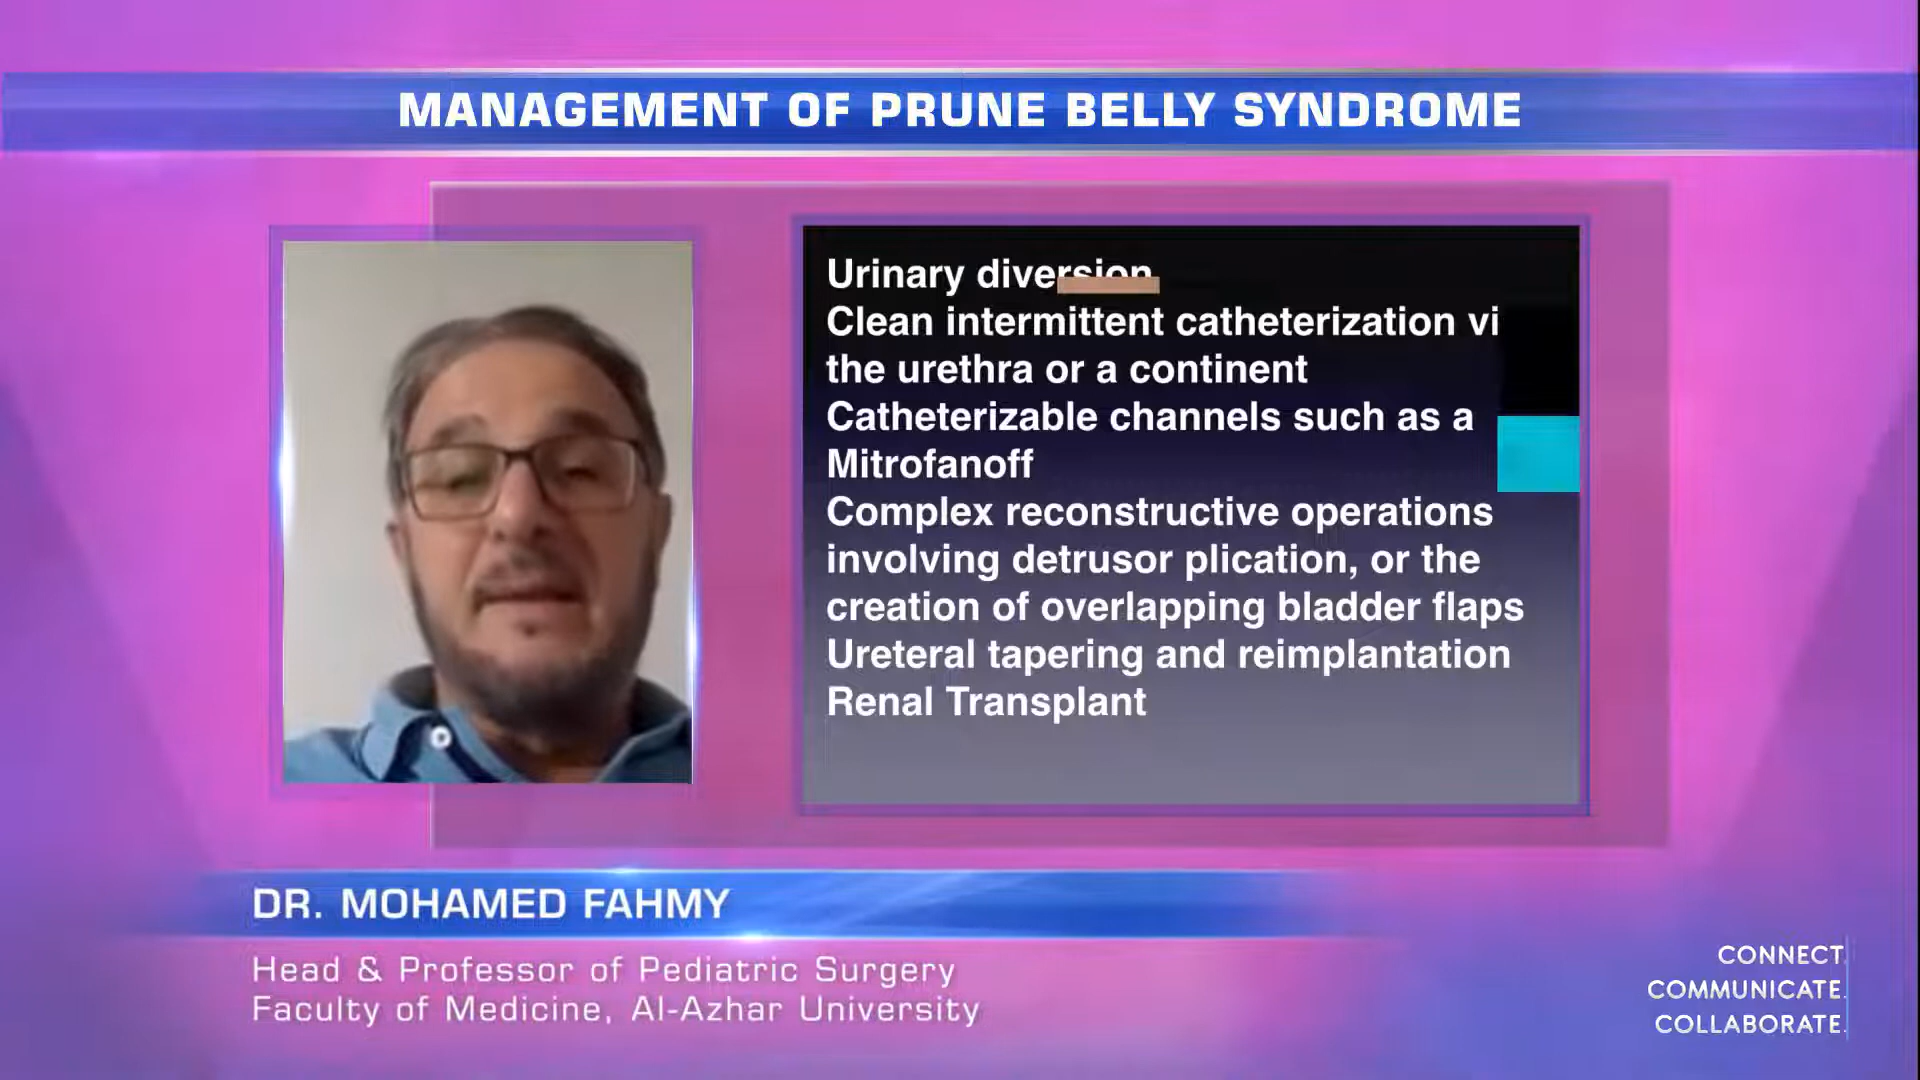 MANAGEMENT OF PRUNE BELLY SYNDROME
Urinary diversion
Clean intermittent catheterization vi
the urethra or a continent
Catheterizable channels such as a
Mitrofanoff
Complex reconstructive operations
involving detrusor plication, or the
creation of overlapping bladder flaps
Ureteral tapering and reimplantation
Renal Transplant
DR. MOHAMED FAHMY
Head & Professor of Pediatric Surgery
Faculty of Medicine, Al-Azhar University
CONNECT.
COMMUNICATE.
COLLABORATE.